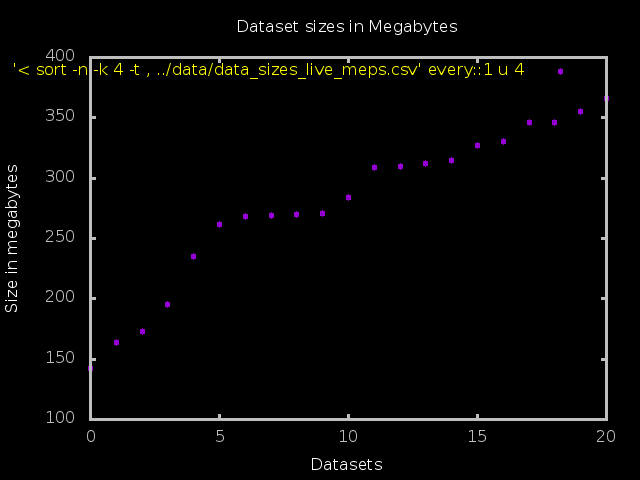 Dataset sizes in Megabytes
400
'< sort -n -k 4 -t , ../data/data_sizes_live_meps.csv' every::1 u 4
350
300
250
200
150
100
Size in megabytes
0 5 10 15 20
Datasets